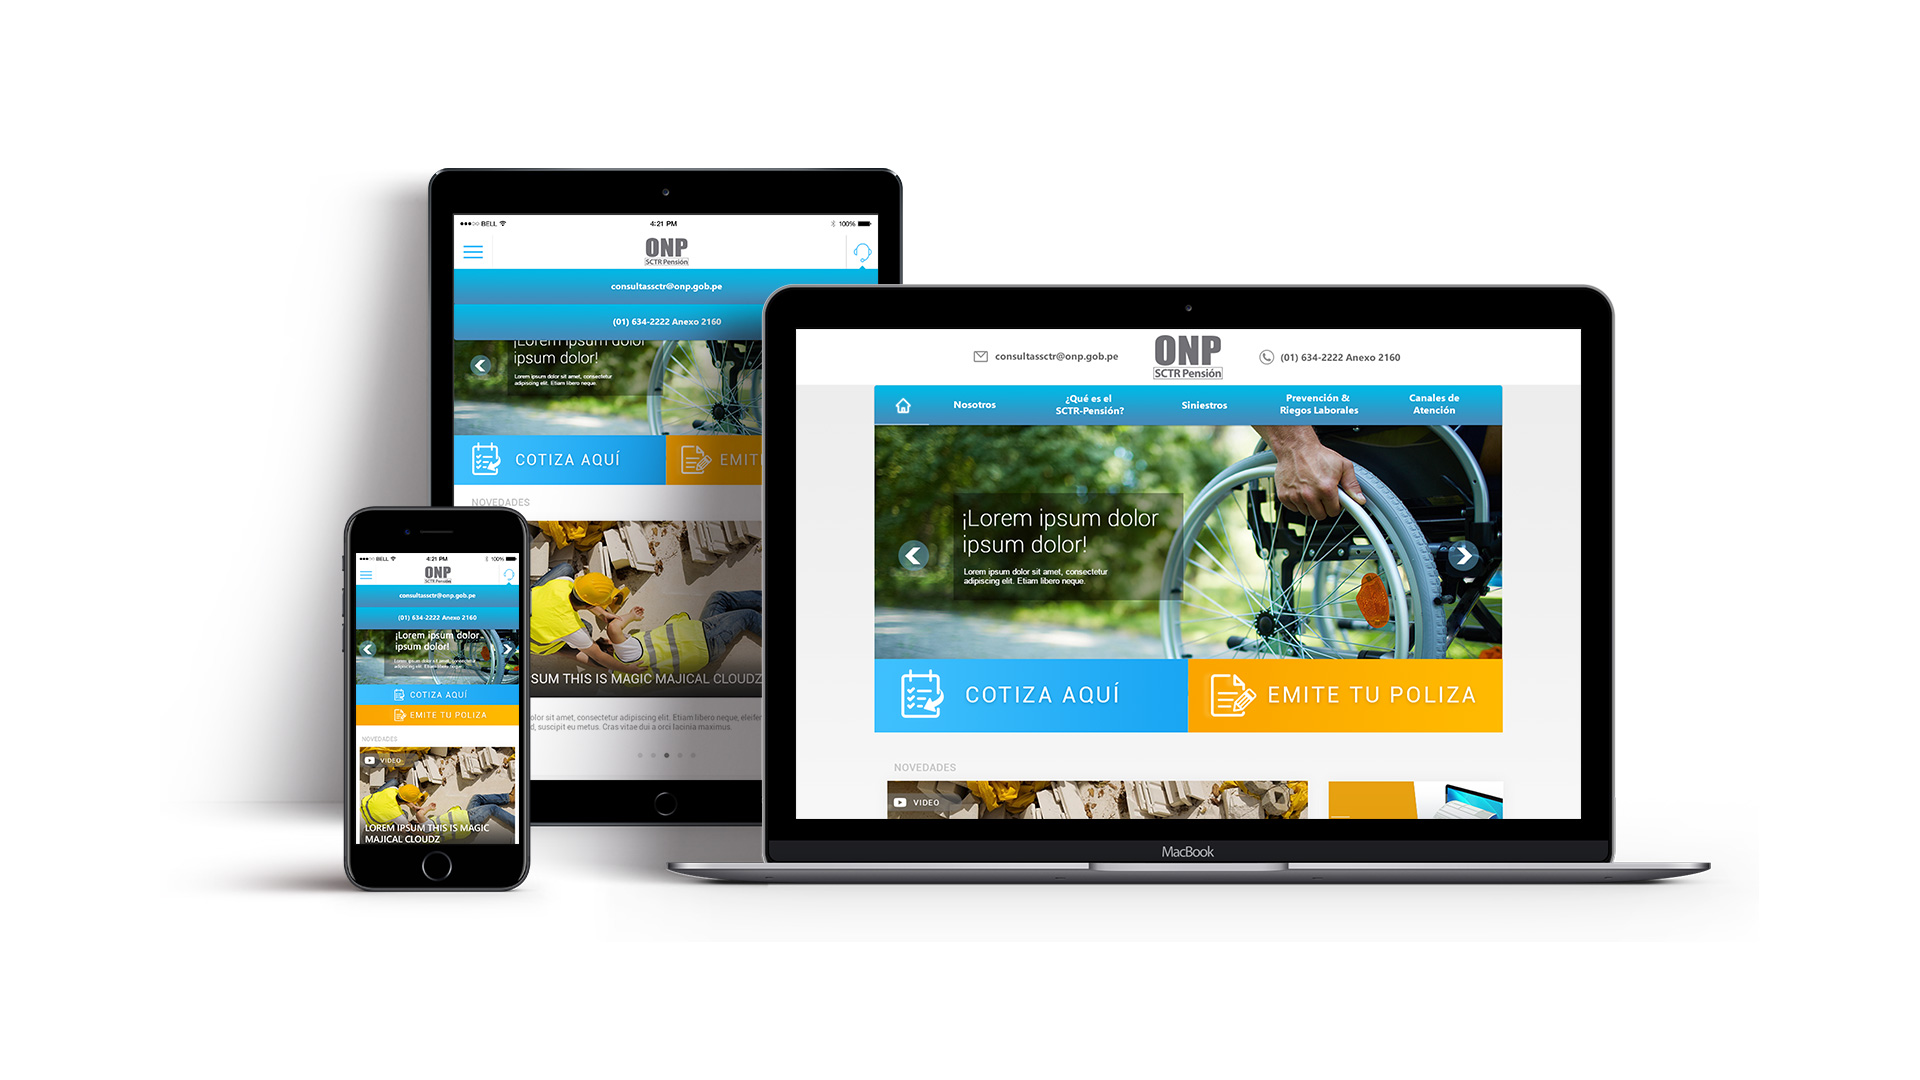 BELL
4:21 PM
100%
ONP
SCTR Pensión
consultassctr@onp.gob.pe
(01) 634-2222 Anexo 2160
¡Lorem ipsum dolor
ipsum dolor!
Lorem ipsum dolor sit amet, consectetur
adipiscing elit. Etiam libero neque.
COTIZA AQUÍ
EMIT
NOVEDADES
SUM THIS IS MAGIC MAJICAL CLOUDZ
olor sit amet, consectetur adipiscing elit. Etiam libero neque, eleifer
d, suscipit eu metus. Cras vitae dui a orci lacinia maximus.
BELL
4:21 PM
100%
ONP
SCTR Pensión
consultassctr@onp.gob.pe
(01) 634-2222 Anexo 2160
¡Lorem ipsum dolor
ipsum dolor!
Lorem ipsum dolor sit amet, consectetur
adipiscing elit. Etiam libero neque.
COTIZA AQUÍ
EMITE TU POLIZA
NOVEDADES
VIDEO
LOREM IPSUM THIS IS MAGIC
MAJICAL CLOUDZ
consultassctr@onp.gob.pe
ONP
SCTR Pensión
(01) 634-2222 Anexo 2160
Nosotros
¿Qué es el
SCTR-Pensión?
Siniestros
Prevención &
Riegos Laborales
Canales de
Atención
¡Lorem ipsum dolor
ipsum dolor!
Lorem ipsum dolor sit amet, consectetur
adipiscing elit. Etiam libero neque.
COTIZA AQUÍ
EMITE TU POLIZA
NOVEDADES
VIDEO
MacBook